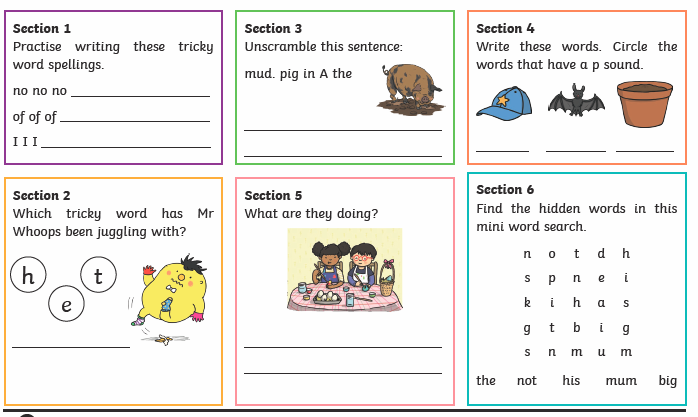 Section 1
Practise writing these tricky
word spellings.
no no no
of of of
I I I
Section 3
Unscramble this sentence:
mud. pig in A the
Section 4
Write these words. Circle the
words that have a p sound.
Section 2
Which tricky word has Mr
Whoops been juggling with?
h t
e
Section 5
What are they doing?
Section 6
Find the hidden words in this
mini word search.
n o t d h
s p n e i
k i h a s
g t b i g
s n m u m
the not his mum big